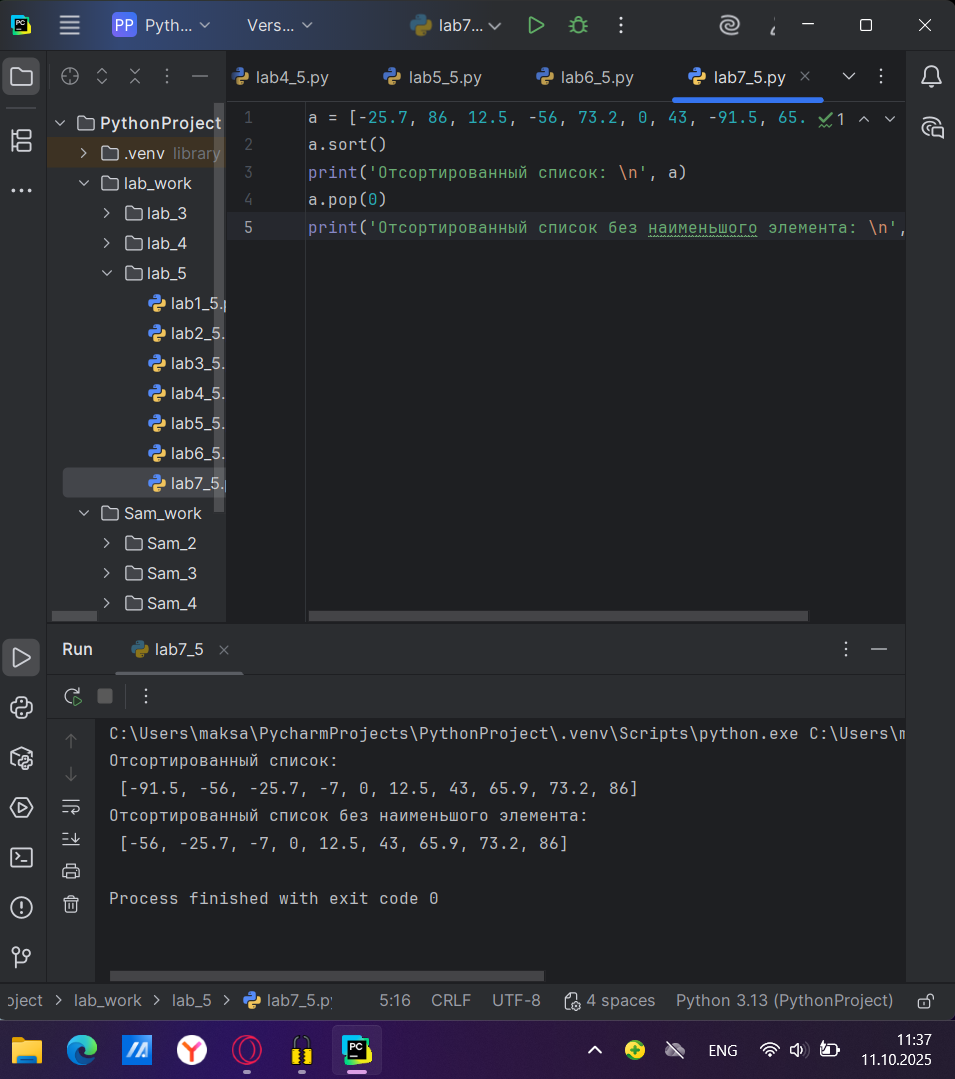 PP Pyth... Vers... lab7...
lab4_5.py lab5_5.py lab6_5.py lab7_5.py
PythonProject
.venv library
lab_work
lab_3
lab_4
lab_5
lab1_5.p
lab2_5.
lab3_5.
lab4_5.
lab5_5.
lab6_5.
lab7_5.p
Sam_work
Sam_2
Sam_3
Sam_4
1 a = [-25.7, 86, 12.5, -56, 73.2, 0, 43, -91.5, 65. 1
2 a.sort()
3 print('Отсортированный список: \n', a)
4 a.pop(0)
5 print('Отсортированный список без наименьшого элемента: \n',
Run lab7_5
C:\Users\maksa\PycharmProjects\PythonProject\.venv\Scripts\python.exe C:\Users\m
Отсортированный список:
[-91.5, -56, -25.7, -7, 0, 12.5, 43, 65.9, 73.2, 86]
Отсортированный список без наименьшого элемента:
[-56, -25.7, -7, 0, 12.5, 43, 65.9, 73.2, 86]
Process finished with exit code 0
oject > lab_work > lab_5 > lab7_5.py 5:16 CRLF UTF-8 4 spaces Python 3.13 (PythonProject)
ENG 11:37
11.10.2025